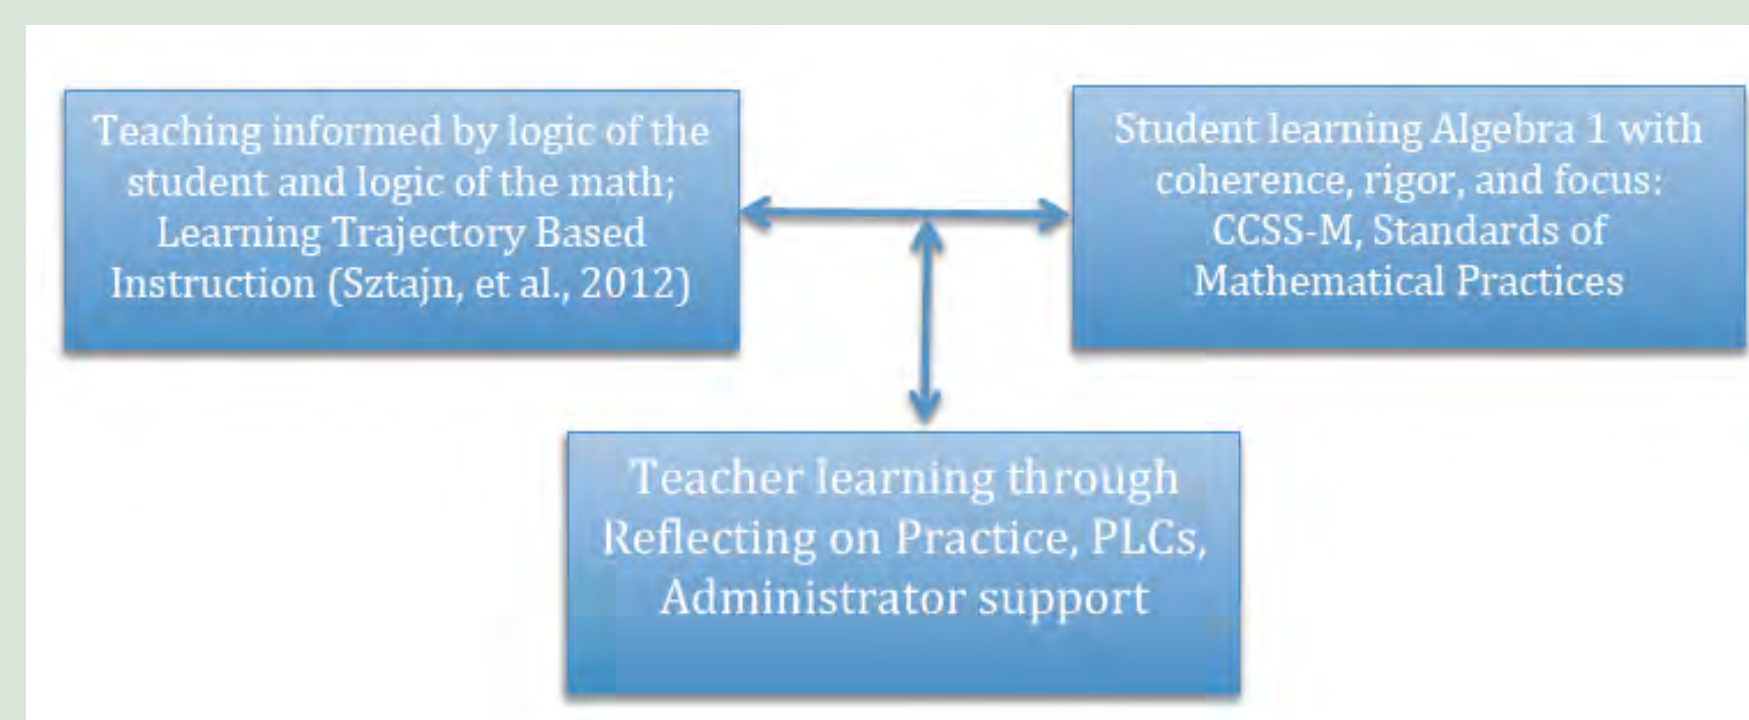 Teaching informed by logic of the
student and logic of the math;
Learning Trajectory Based
Instruction (Sztajn, et al., 2012)
Student learning Algebra 1 with
coherence, rigor, and focus:
CCSS-M, Standards of
Mathematical Practices
Teacher learning through
Reflecting on Practice, PLCs,
Administrator support